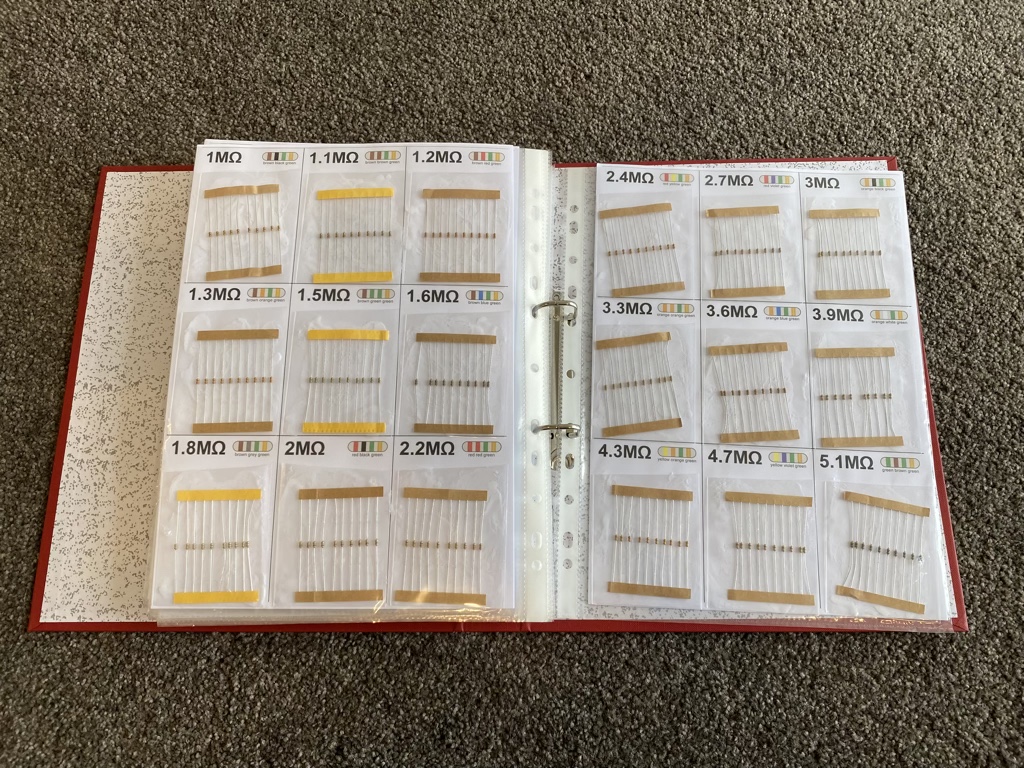 1MΩ
brown black green
1.1MΩ
brown brown green
1.2MΩ
brown red green
1.3MΩ
brown orange green
1.5MΩ
brown green green
1.6MΩ
brown blue green
1.8MΩ
brown grey green
2MΩ
red black green
2.2MΩ
red red green
2.4MΩ
red yellow green
2.7MΩ
red violet green
3MΩ
orange black green
3.3MΩ
orange orange green
3.6MΩ
orange blue green
3.9MΩ
orange white green
4.3MΩ
yellow orange green
4.7MΩ
yellow violet green
5.1MΩ
green brown green